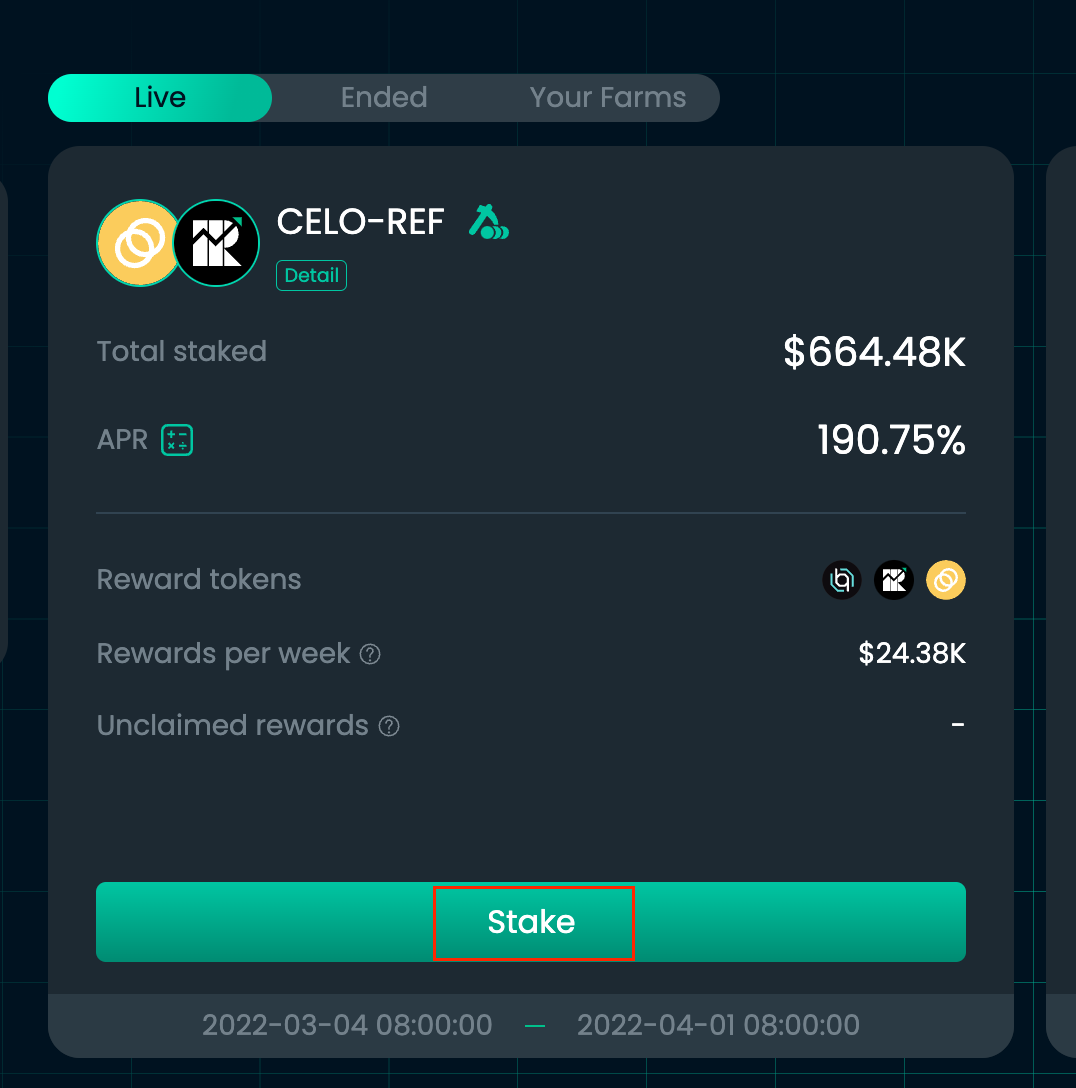 Live Ended Your Farms
CELO-REF
Detail
Total staked $664.48K
APR 190.75%
Reward tokens
Rewards per week $24.38K
Unclaimed rewards -
Stake
2022-03-04 08:00:00 — 2022-04-01 08:00:00